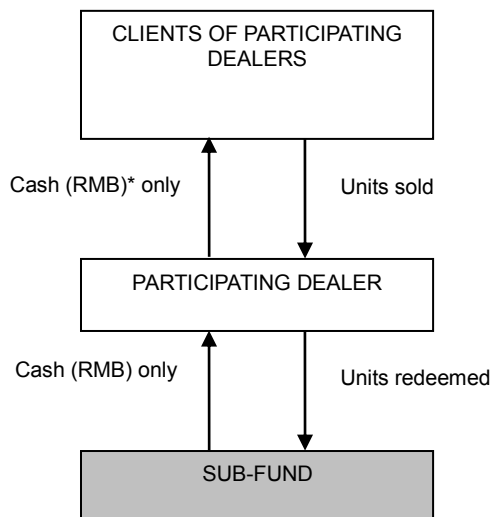 CLIENTS OF PARTICIPATING
DEALERS
Cash (RMB)* only
Units sold
PARTICIPATING DEALER
Cash (RMB) only
Units redeemed
SUB-FUND